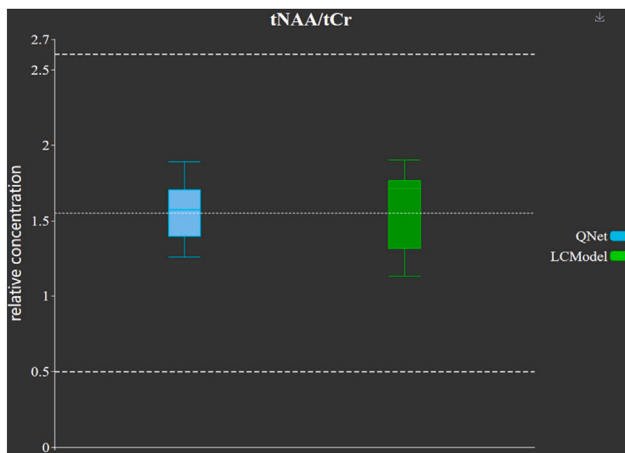 tNAA/tCr
2.7
2.5
2
1.5
1
0.5
0
relative concentration
QNet
LCModel